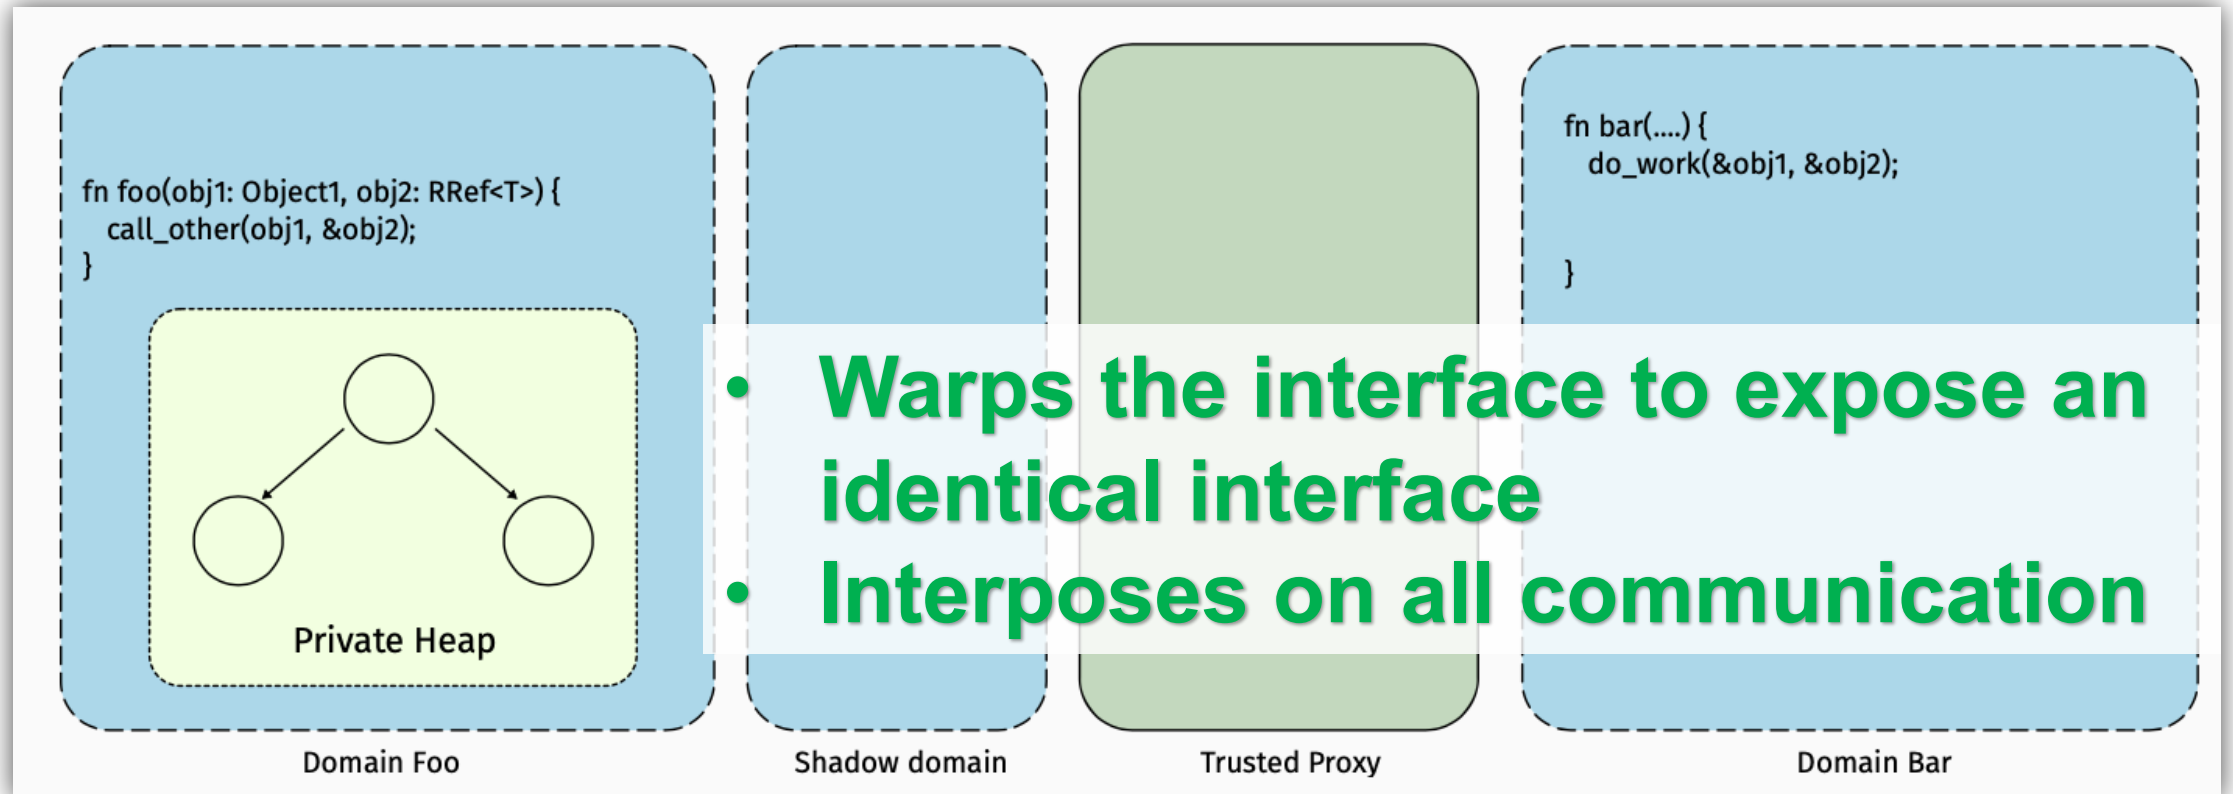 fn foo(obj1: Object1, obj2: RRef<T>) {
call_other(obj1, &obj2);
}
Private Heap
Domain Foo
Shadow domain
Trusted Proxy
fn bar(....) {
do_work(&obj1, &obj2);
}
Domain Bar
• Warps the interface to expose an
identical interface
• Interposes on all communication